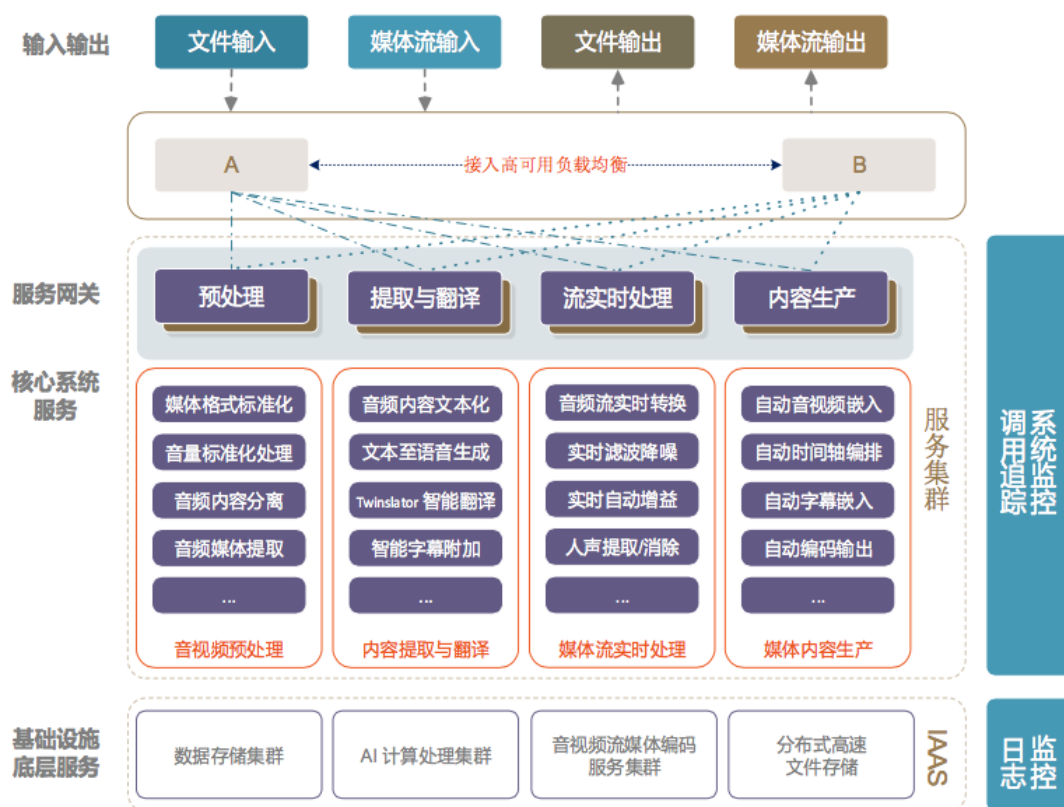 输入输出
文件输入
媒体流输入
文件输出
媒体流输出
A
接入高可用负载均衡
B
服务网关
预处理
提取与翻译
流实时处理
内容生产
核心系统
服务
媒体格式标准化
音量标准化处理
音频内容分离
音频媒体提取
...
音视频预处理
音频内容文本化
文本至语音生成
Twinslator 智能翻译
智能字幕附加
...
内容提取与翻译
音频流实时转换
实时滤波降噪
实时自动增益
人声提取/消除
...
媒体流实时处理
自动音视频嵌入
自动时间轴编排
自动字幕嵌入
自动编码输出
...
媒体内容生产
服务集群
系统监控
调用追踪
基础设施
底层服务
数据存储集群
AI 计算处理集群
音视频流媒体编码
服务集群
分布式高速
文件存储
IAAS
监控
日志